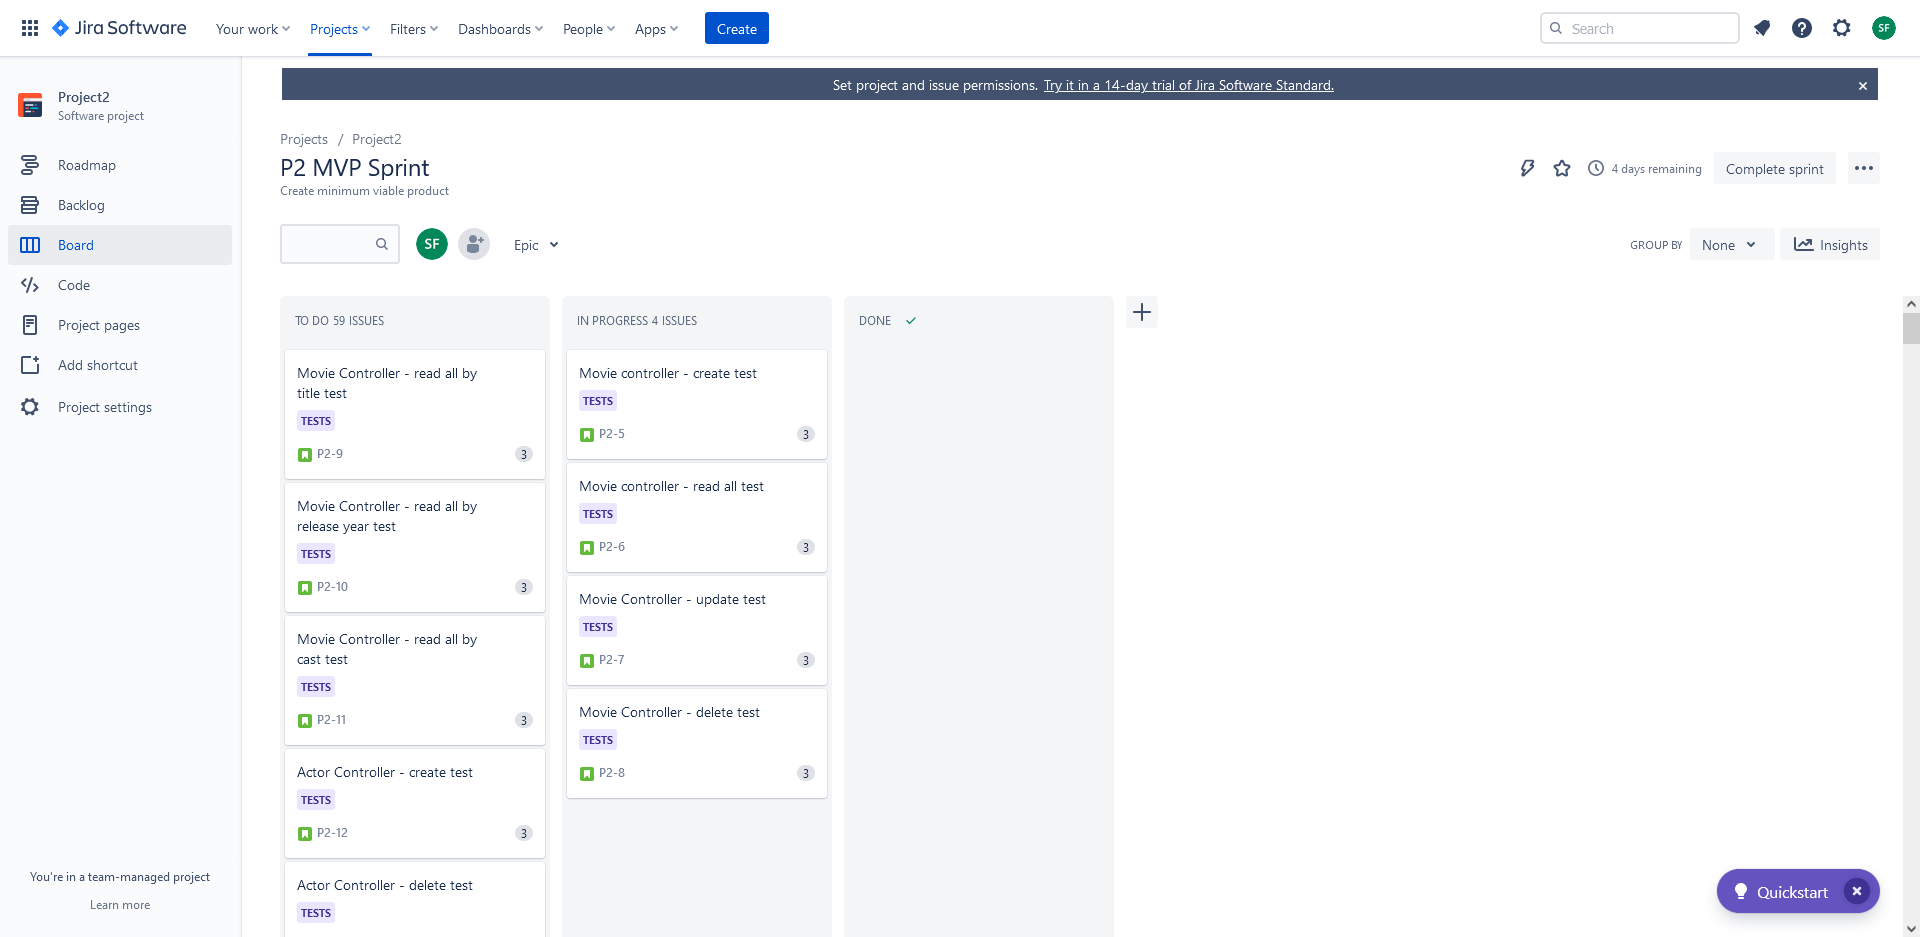 Jira Software
Your work
Projects
Filters
Dashboards
People
Apps
Create
Search
SF
Project2
Software project
Roadmap
Backlog
Board
Code
Project pages
Add shortcut
Project settings
You're in a team-managed project
Learn more
Set project and issue permissions. Try it in a 14-day trial of Jira Software Standard.
Projects / Project2
P2 MVP Sprint
Create minimum viable product
4 days remaining
Complete sprint
SF
Epic
GROUP BY
None
Insights
TO DO 59 ISSUES
Movie Controller - read all by
title test
TESTS
P2-9
3
Movie Controller - read all by
release year test
TESTS
P2-10
3
Movie Controller - read all by
cast test
TESTS
P2-11
3
Actor Controller - create test
TESTS
P2-12
3
Actor Controller - delete test
TESTS
IN PROGRESS 4 ISSUES
Movie controller - create test
TESTS
P2-5
3
Movie controller - read all test
TESTS
P2-6
3
Movie Controller - update test
TESTS
P2-7
3
Movie Controller - delete test
TESTS
P2-8
3
DONE
Quickstart